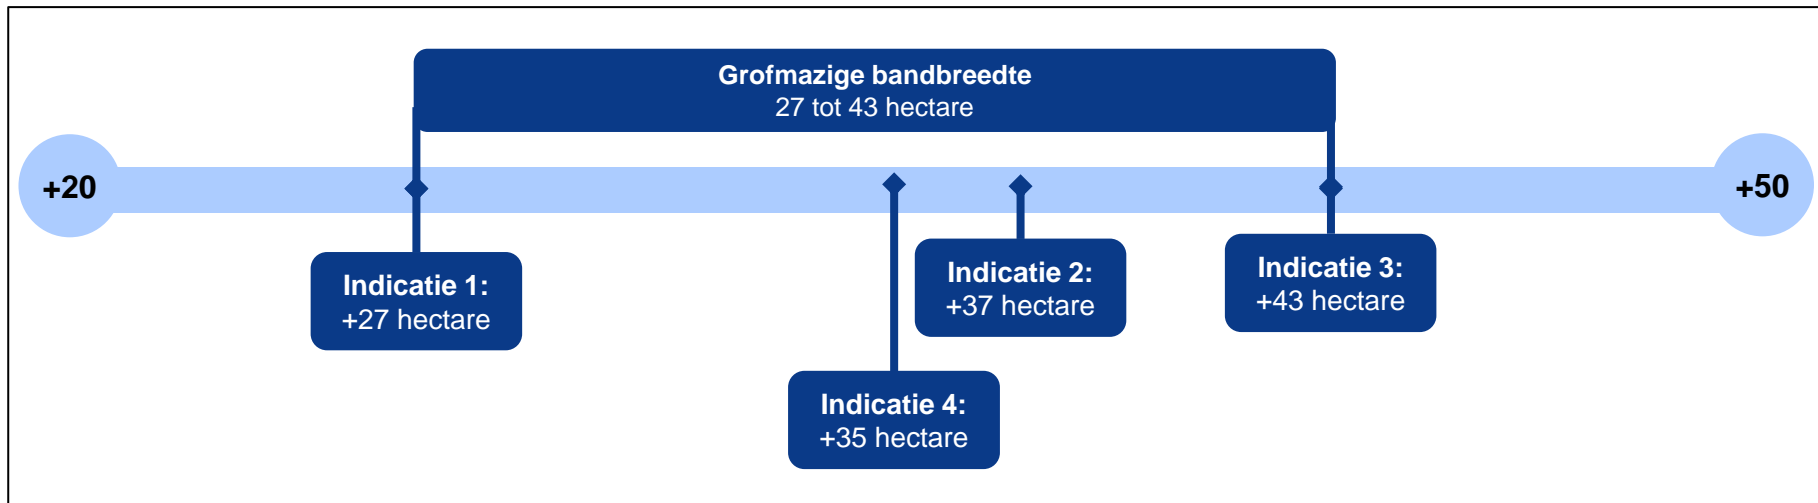 Grofmazige bandbreedte
27 tot 43 hectare
+20
+50
Indicatie 1:
+27 hectare
Indicatie 2:
+37 hectare
Indicatie 3:
+43 hectare
Indicatie 4:
+35 hectare